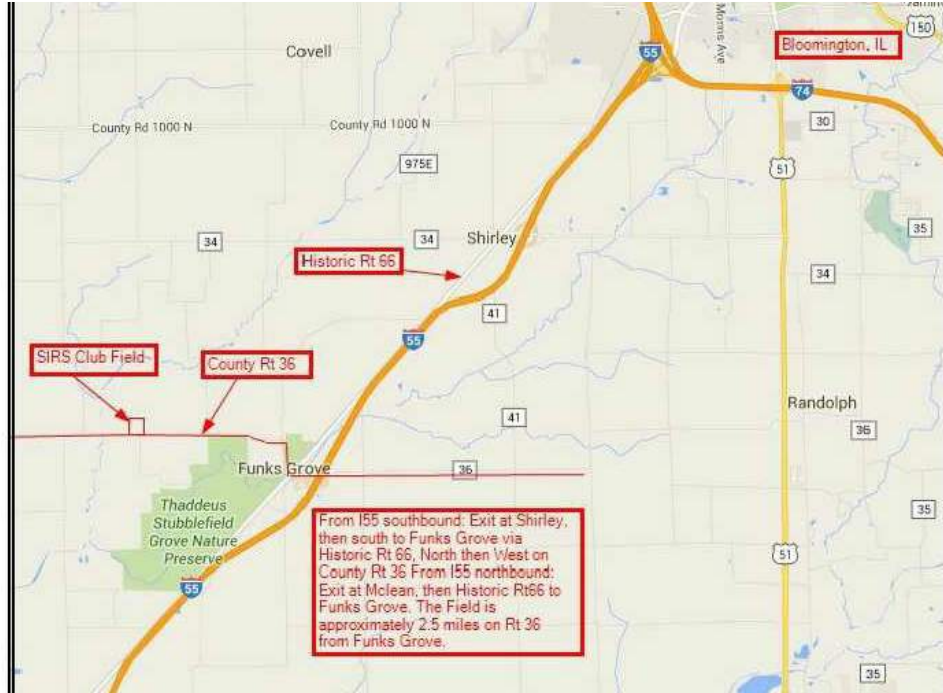 150
Covell
Morris Ave
55
Bloomington, IL
74
County Rd 1000 N
County Rd 1000 N
30
975E
51
34
34
Shirley
35
Historic Rt 66
34
41
55
SIRS Club Field
County Rt 36
Randolph
41
36
Funks Grove
36
Thaddeus
Stubblefield
Grove Nature
Preserve
35
From I55 southbound: Exit at Shirley,
then south to Funks Grove via
Historic Rt 66, North then West on
County Rt 36 From I55 northbound:
Exit at Mclean, then Historic Rt66 to
Funks Grove. The Field is
approximately 2.5 miles on Rt 36
from Funks Grove.
51
55
35